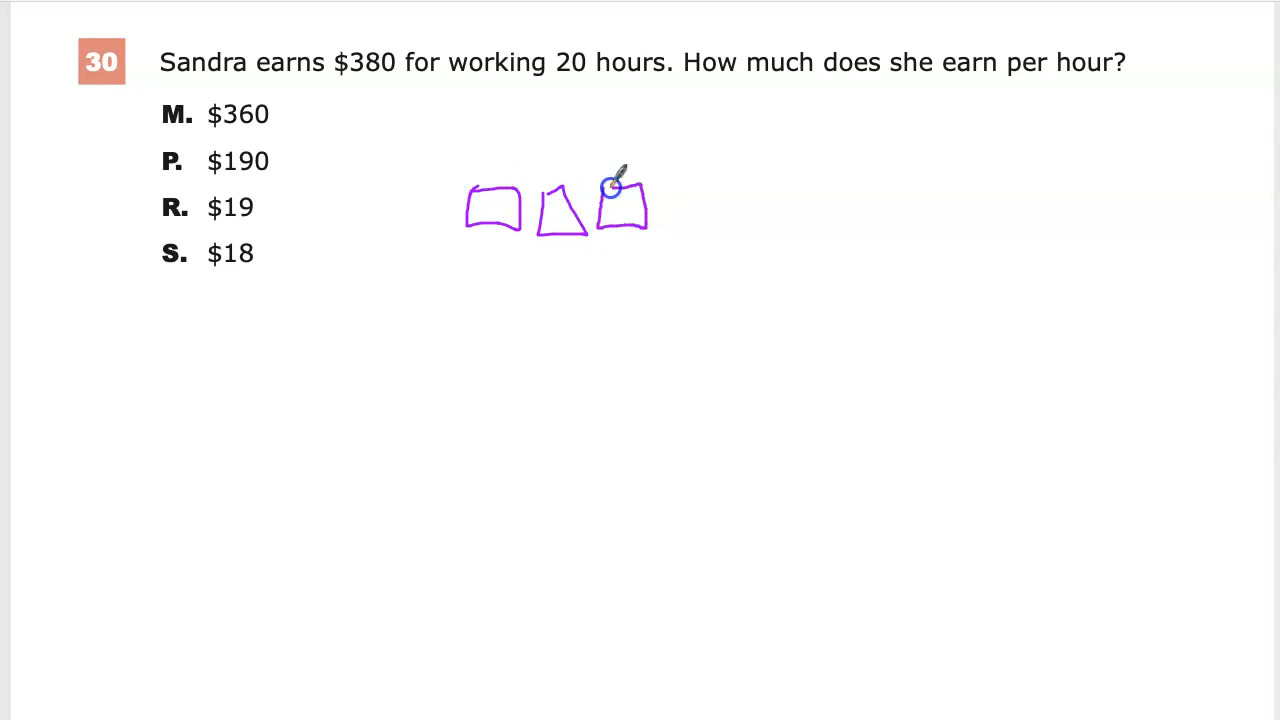 30 Sandra earns $380 for working 20 hours. How much does she earn per hour?
M. $360
P. $190
R. $19
S. $18